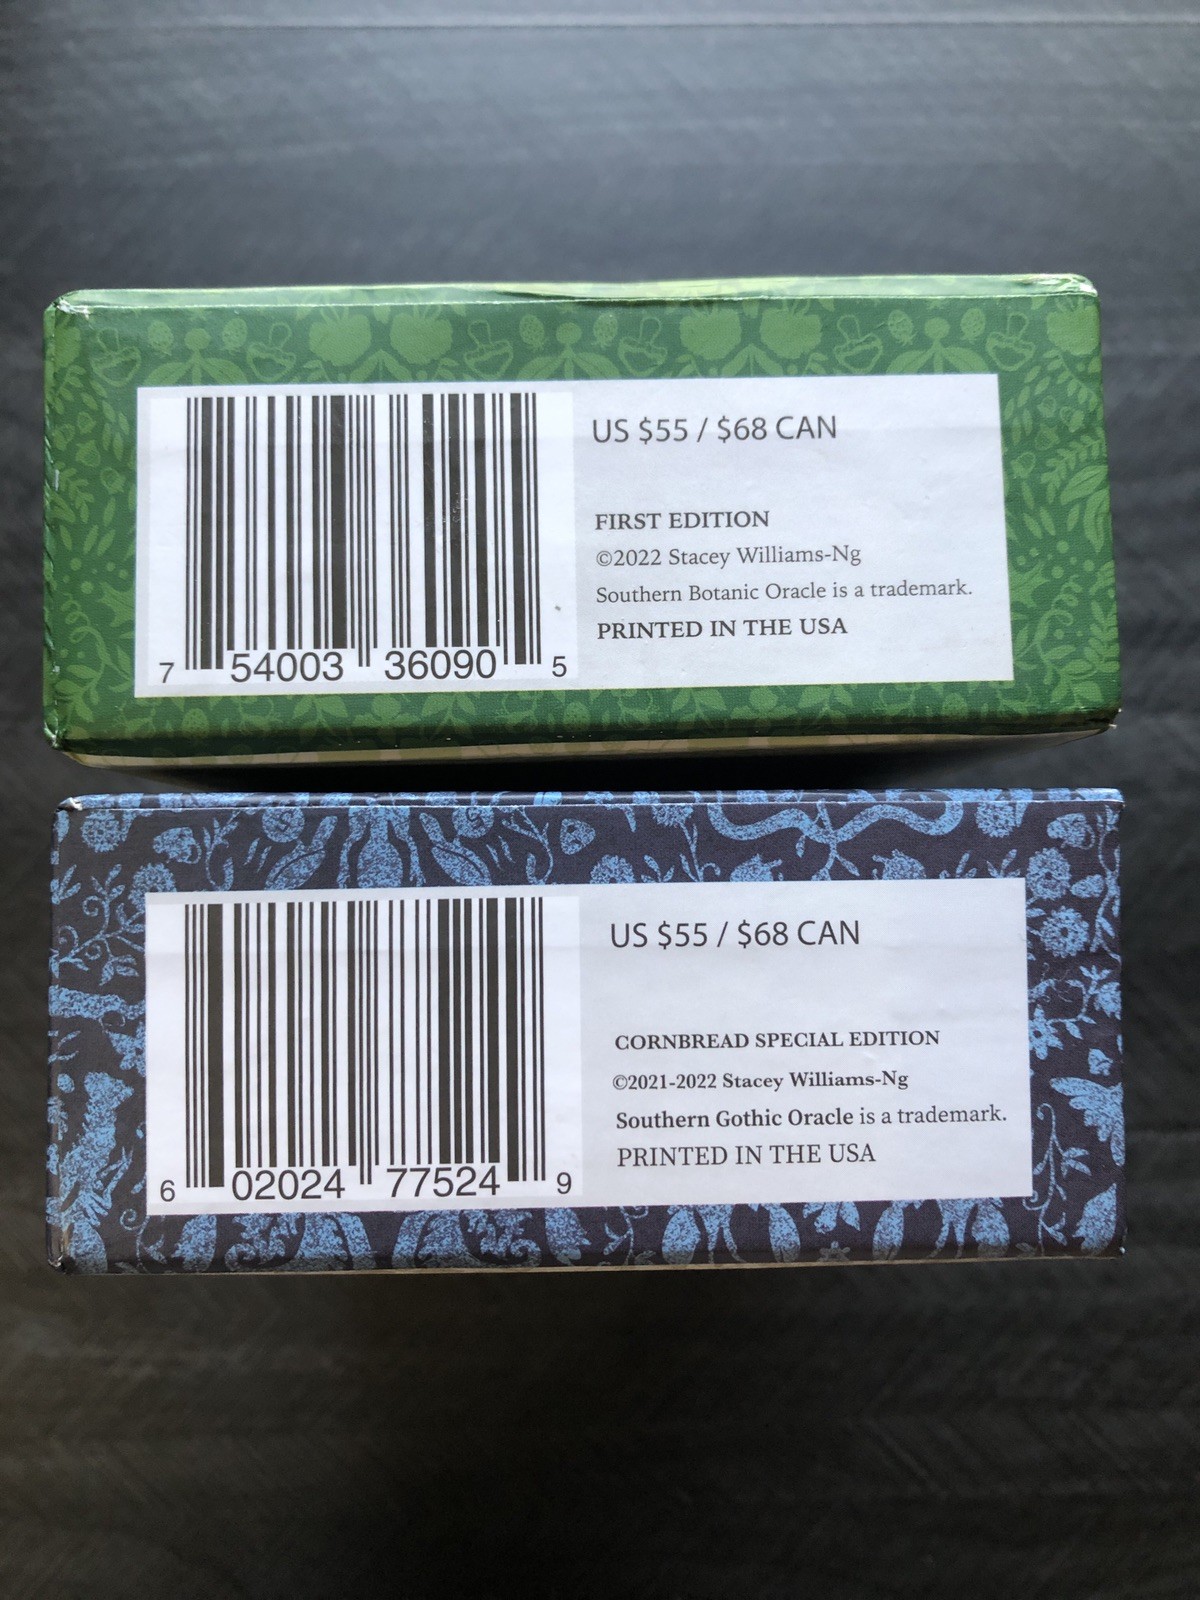 US $55 / $68 CAN
FIRST EDITION
©2022 Stacey Williams-Ng
Southern Botanic Oracle is a trademark.
PRINTED IN THE USA
7 54003 36090 5
US $55 / $68 CAN
CORNBREAD SPECIAL EDITION
©2021-2022 Stacey Williams-Ng
Southern Gothic Oracle is a trademark.
PRINTED IN THE USA
6 02024 77524 9